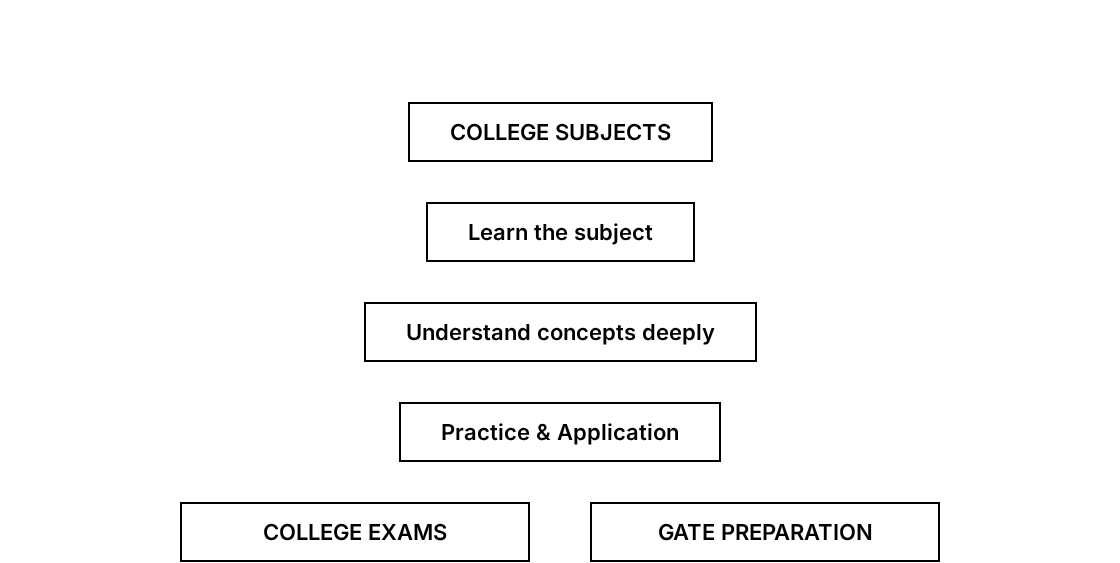 COLLEGE SUBJECTS
Learn the subject
Understand concepts deeply
Practice & Application
COLLEGE EXAMS
GATE PREPARATION